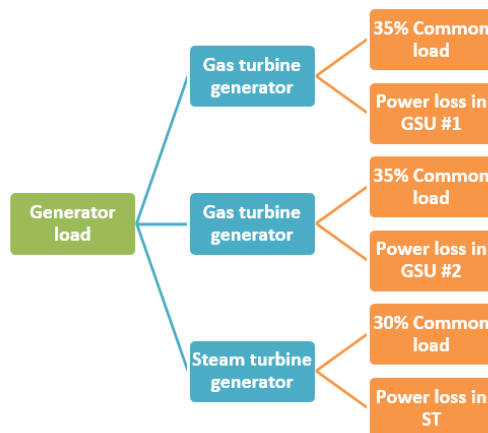 Generator
load
Gas turbine
generator
35% Common
load
Power loss in
GSU #1
Gas turbine
generator
35% Common
load
Power loss in
GSU #2
Steam turbine
generator
30% Common
load
Power loss in
ST